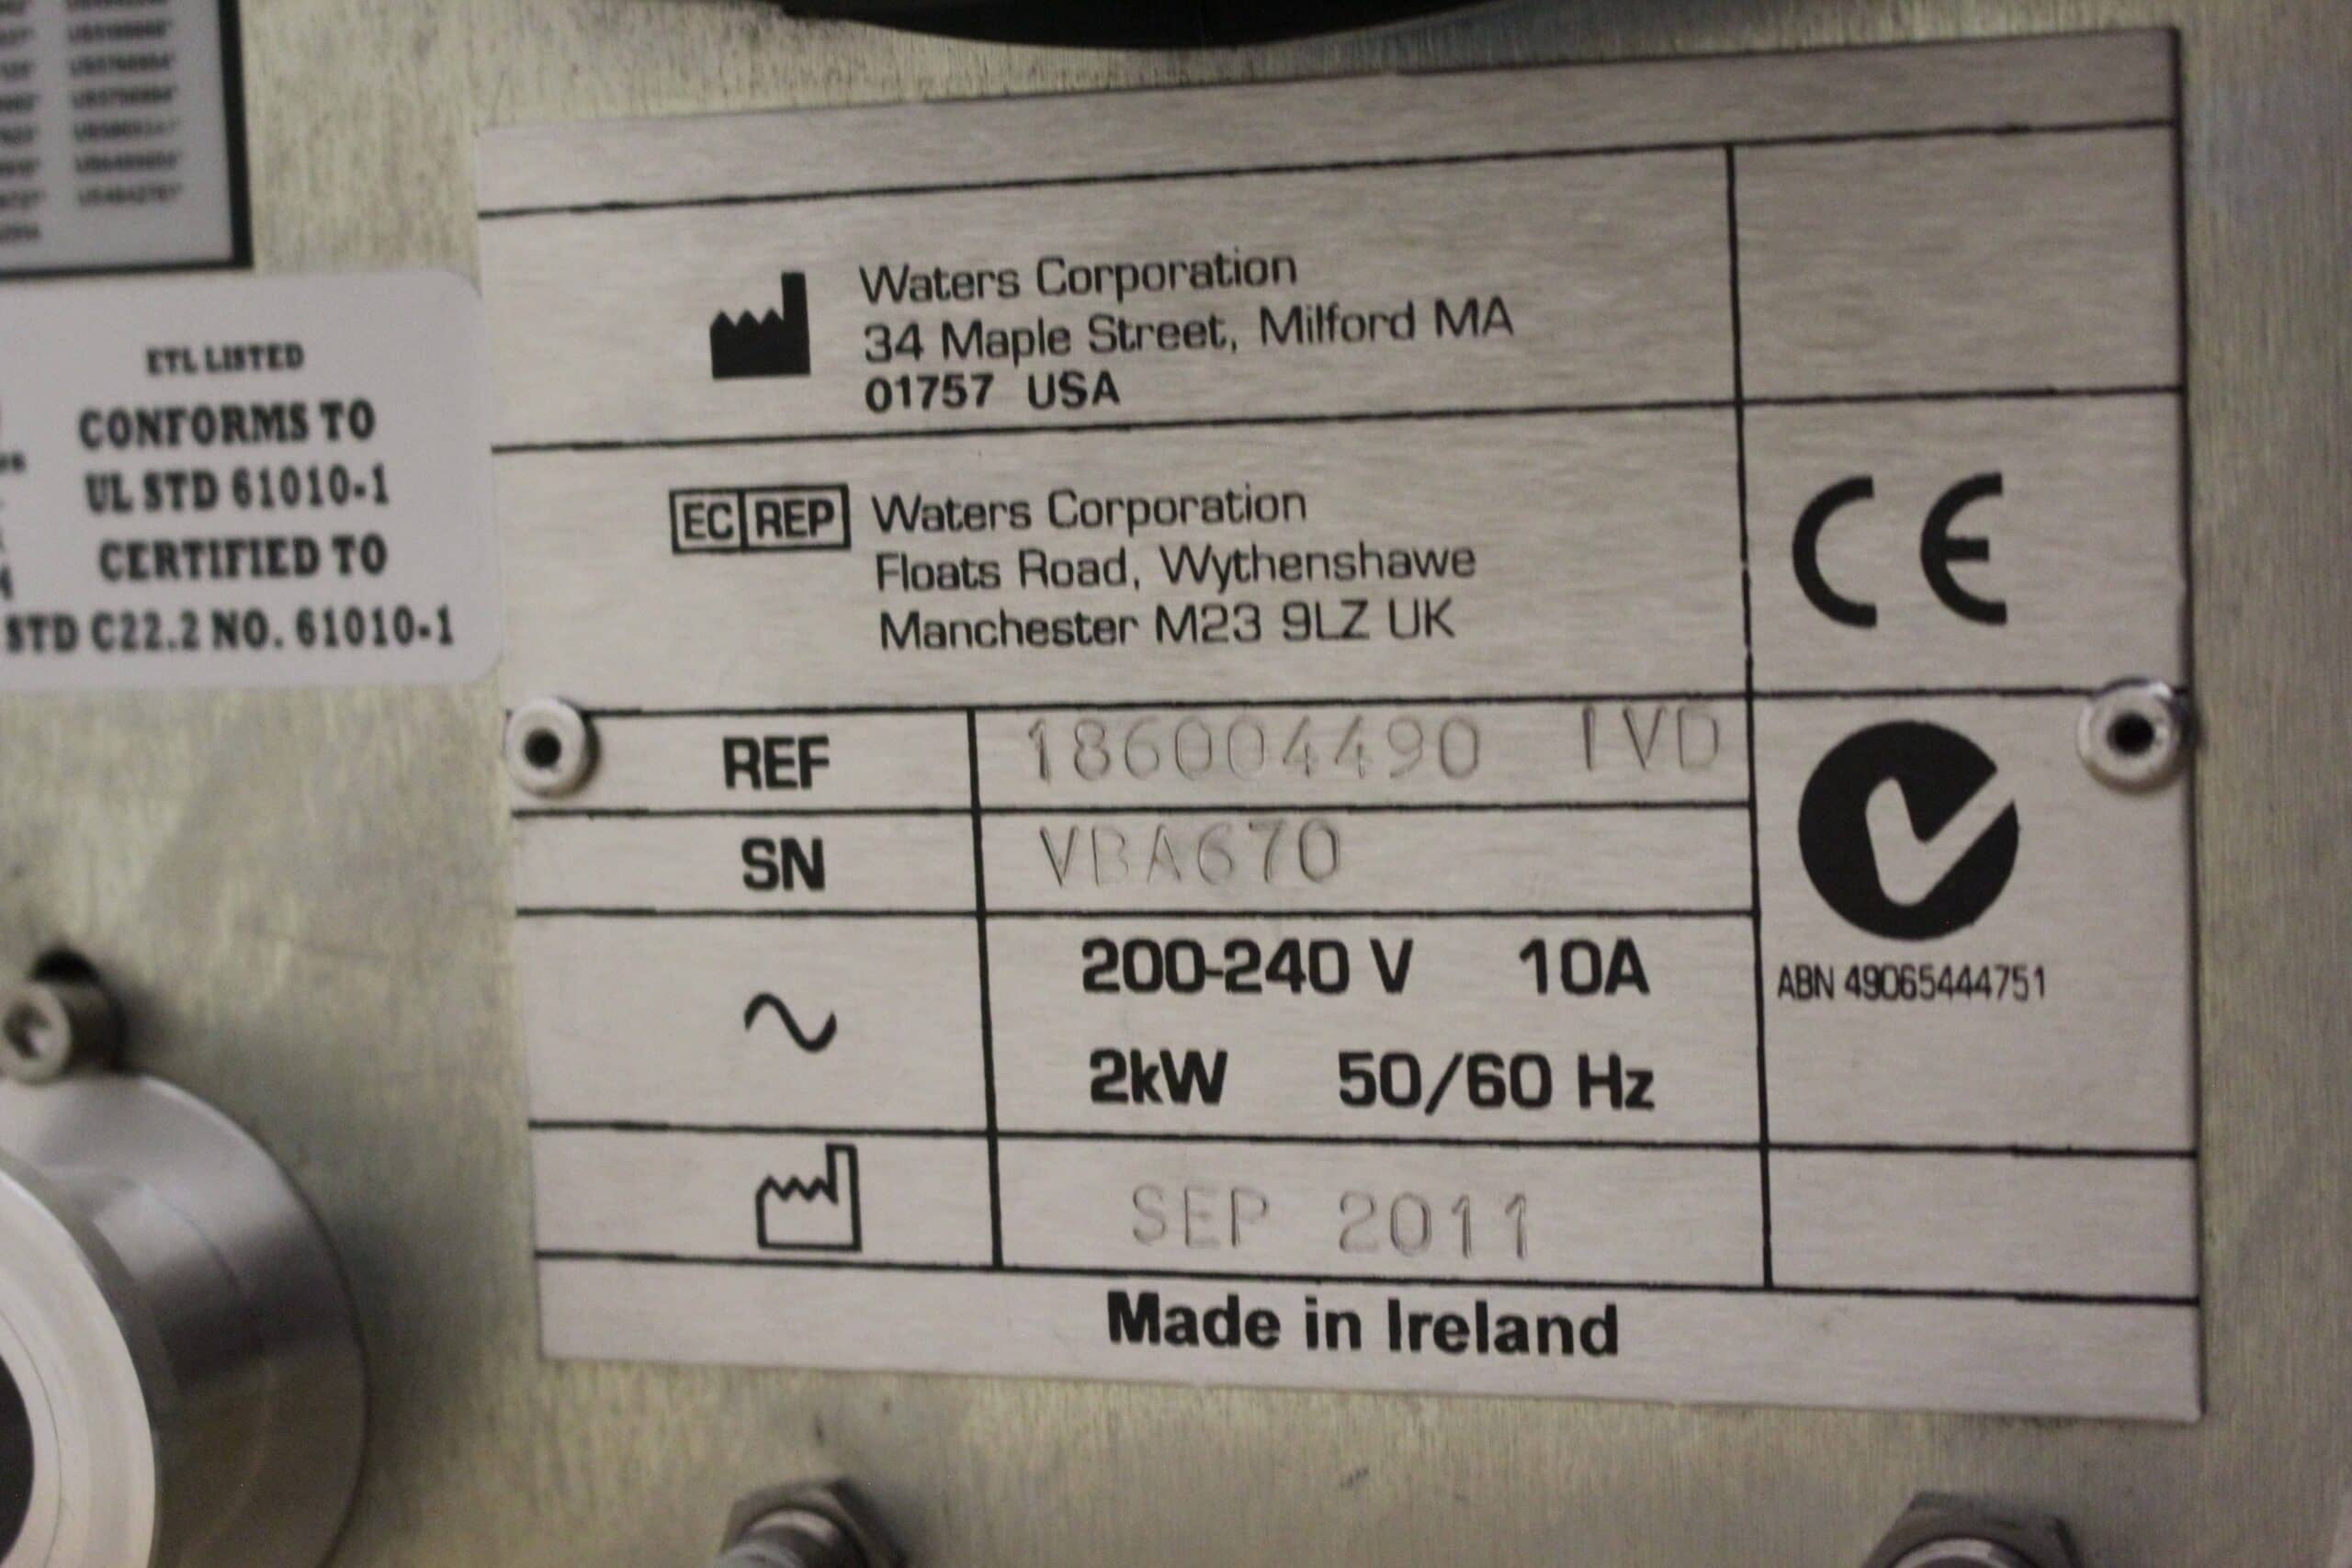 ETL LISTED
CONFORMS TO
UL STD 61010-1
CERTIFIED TO
STD C22.2 NO. 61010-1
Waters Corporation
34 Maple Street, Milford MA
01757 USA
EC REP Waters Corporation
Floats Road, Wythenshawe
Manchester M23 9LZ UK
CE
REF 186004490 IVD
SN VBA670
200-240 V 10A
2kW 50/60 Hz
ABN 49065444751
SEP 2011
Made in Ireland